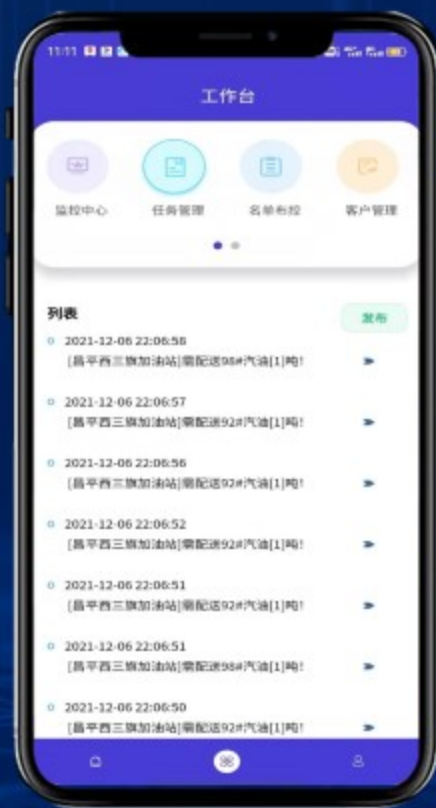 11:11
工作台
监控中心
任务管理
名单布控
客户管理
列表
发布
2021-12-06 22:06:58
[昌平西三旗加油站]需配送98#汽油[1]吨!
2021-12-06 22:06:57
[昌平西三旗加油站]需配送92#汽油[1]吨!
2021-12-06 22:06:56
[昌平西三旗加油站]需配送92#汽油[1]吨!
2021-12-06 22:06:52
[昌平西三旗加油站]需配送92#汽油[1]吨!
2021-12-06 22:06:51
[昌平西三旗加油站]需配送92#汽油[1]吨!
2021-12-06 22:06:51
[昌平西三旗加油站]需配送98#汽油[1]吨!
2021-12-06 22:06:50
[昌平西三旗加油站]需配送92#汽油[1]吨!